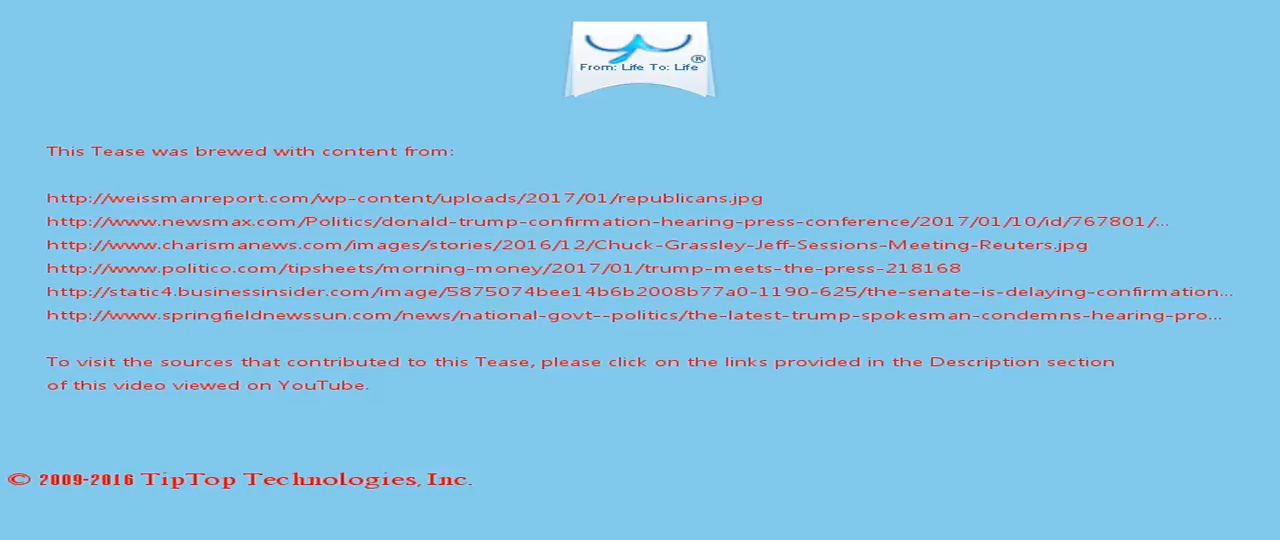 From: Life To: Life ®
This Tease was brewed with content from:
http://weissmanreport.com/wp-content/uploads/2017/01/republicans.jpg
http://www.newsmax.com/Politics/donald-trump-confirmation-hearing-press-conference/2017/01/10/id/767801/...
http://www.charismanews.com/images/stories/2016/12/Chuck-Grassley-Jeff-Sessions-Meeting-Reuters.jpg
http://www.politico.com/tipsheets/morning-money/2017/01/trump-meets-the-press-218168
http://static4.businessinsider.com/image/5875074bee14b6b2008b77a0-1190-625/the-senate-is-delaying-confirmation...
http://www.springfieldnewssun.com/news/national-govt--politics/the-latest-trump-spokesman-condemns-hearing-pro...
To visit the sources that contributed to this Tease, please click on the links provided in the Description section
of this video viewed on YouTube.
© 2009-2016 TipTop Technologies, Inc.